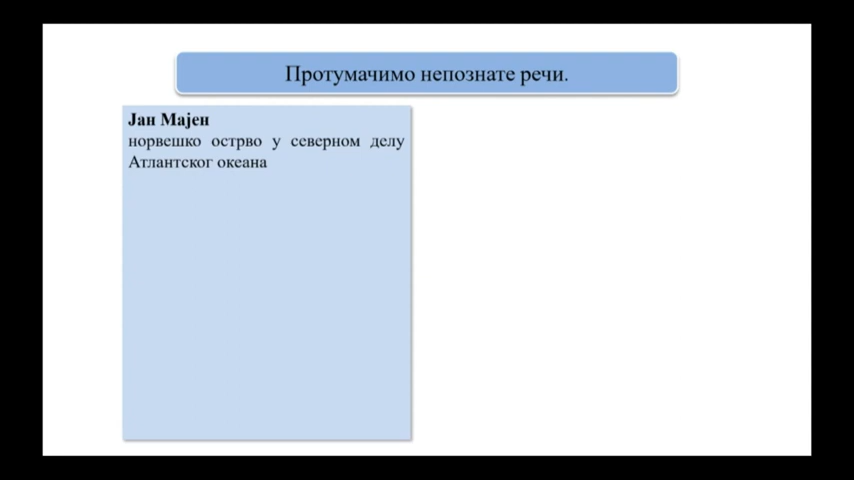 Протумачимо непознате речи.
Јан Мајен
норвешко острво у северном делу
Атлантског океана